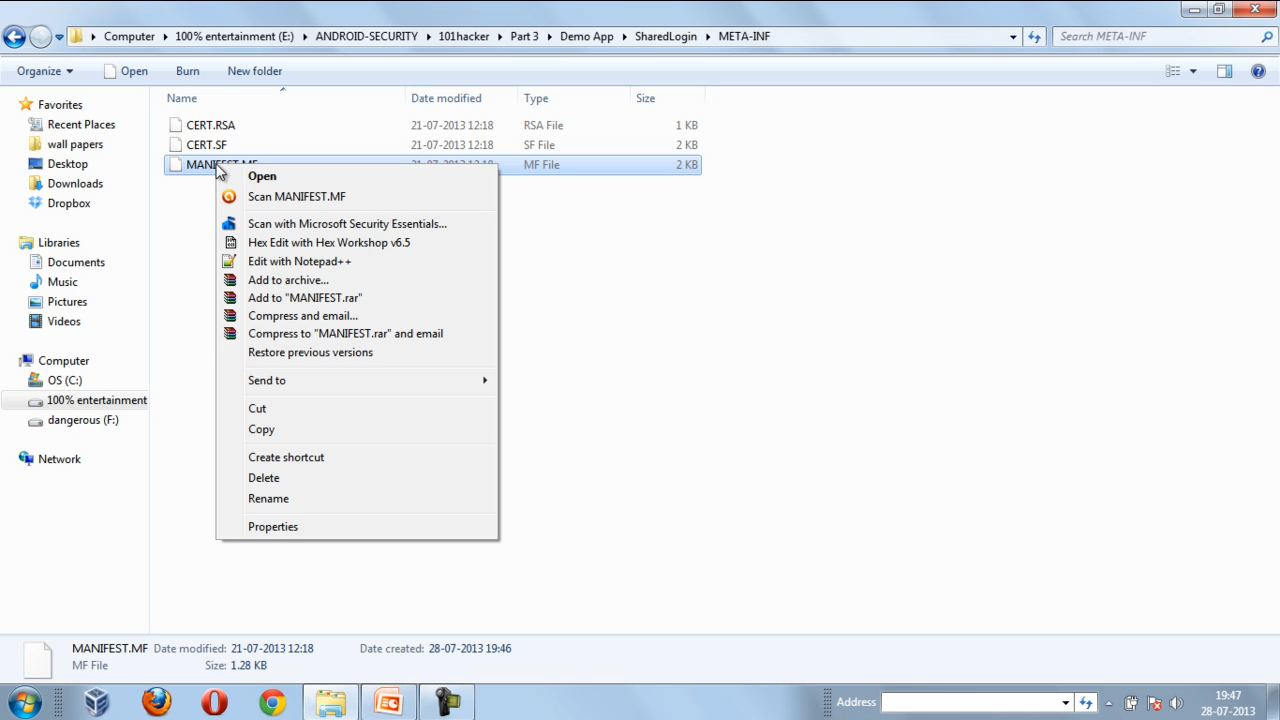 Computer
100% entertainment (E:)
ANDROID-SECURITY
101hacker
Part 3
Demo App
SharedLogin
META-INF
Search META-INF
Organize
Open
Burn
New folder
Favorites
Recent Places
wall papers
Desktop
Downloads
Dropbox
Libraries
Documents
Music
Pictures
Videos
Computer
OS (C:)
100% entertainment
dangerous (F:)
Network
Name Date modified Type Size
CERT.RSA 21-07-2013 12:18 RSA File 1 KB
CERT.SF 21-07-2013 12:18 SF File 2 KB
MANIFEST.MF 21-07-2013 12:18 MF File 2 KB
Open
Scan MANIFEST.MF
Scan with Microsoft Security Essentials...
Hex Edit with Hex Workshop v6.5
Edit with Notepad++
Add to archive...
Add to "MANIFEST.rar"
Compress and email...
Compress to "MANIFEST.rar" and email
Restore previous versions
Send to
Cut
Copy
Create shortcut
Delete
Rename
Properties
MANIFEST.MF Date modified: 21-07-2013 12:18 Date created: 28-07-2013 19:46
MF File Size: 1.28 KB
Address
19:47
28-07-2013